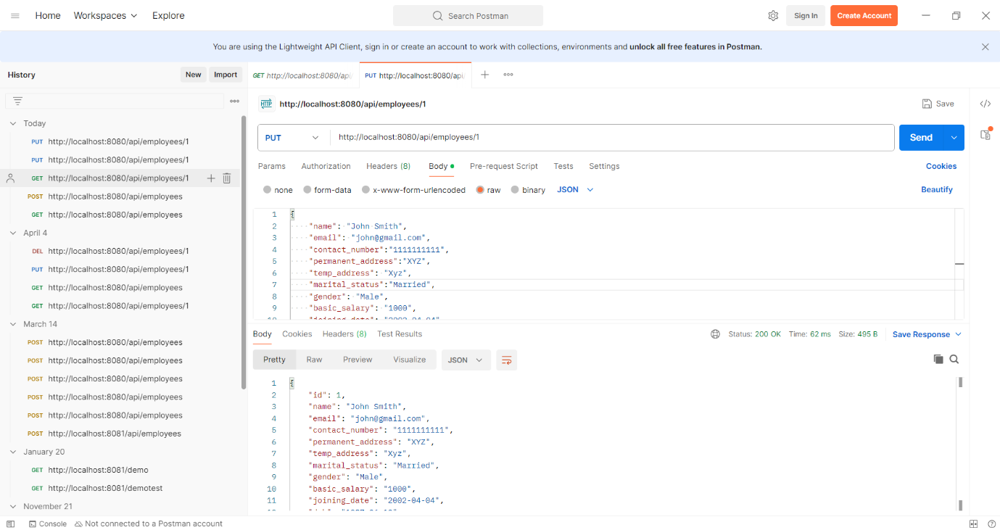 Home Workspaces Explore Search Postman Sign In Create Account
You are using the Lightweight API Client, sign in or create an account to work with collections, environments and unlock all free features in Postman.
History New Import
Today
PUT http://localhost:8080/api/employees/1
PUT http://localhost:8080/api/employees/1
GET http://localhost:8080/api/employees/1
POST http://localhost:8080/api/employees
GET http://localhost:8080/api/employees
April 4
DEL http://localhost:8080/api/employees/1
PUT http://localhost:8080/api/employees/1
GET http://localhost:8080/api/employees
GET http://localhost:8080/api/employees/1
March 14
POST http://localhost:8080/api/employees
POST http://localhost:8080/api/employees
POST http://localhost:8080/api/employees
POST http://localhost:8080/api/employees
POST http://localhost:8080/api/employees
POST http://localhost:8081/api/employees
January 20
GET http://localhost:8081/demo
GET http://localhost:8081/demotest
November 21
GET http://localhost:8080/api/ PUT http://localhost:8080/api/
HTTP http://localhost:8080/api/employees/1 Save
PUT http://localhost:8080/api/employees/1 Send
Params Authorization Headers (8) Body Pre-request Script Tests Settings Cookies
none form-data x-www-form-urlencoded raw binary JSON Beautify
1 {
2 "name": "John Smith",
3 "email": "john@gmail.com",
4 "contact_number":"1111111111",
5 "permanent_address":"XYZ",
6 "temp_address": "Xyz",
7 "marital_status":"Married",
8 "gender": "Male",
9 "basic_salary": "1000",
10 "joining_date": "2002-04-04"
Body Cookies Headers (8) Test Results Status: 200 OK Time: 62 ms Size: 495 B Save Response
Pretty Raw Preview Visualize JSON
1 {
2 "id": 1,
3 "name": "John Smith",
4 "email": "john@gmail.com",
5 "contact_number": "1111111111",
6 "permanent_address": "XYZ",
7 "temp_address": "Xyz",
8 "marital_status": "Married",
9 "gender": "Male",
10 "basic_salary": "1000",
11 "joining_date": "2002-04-04",
Console Not connected to a Postman account